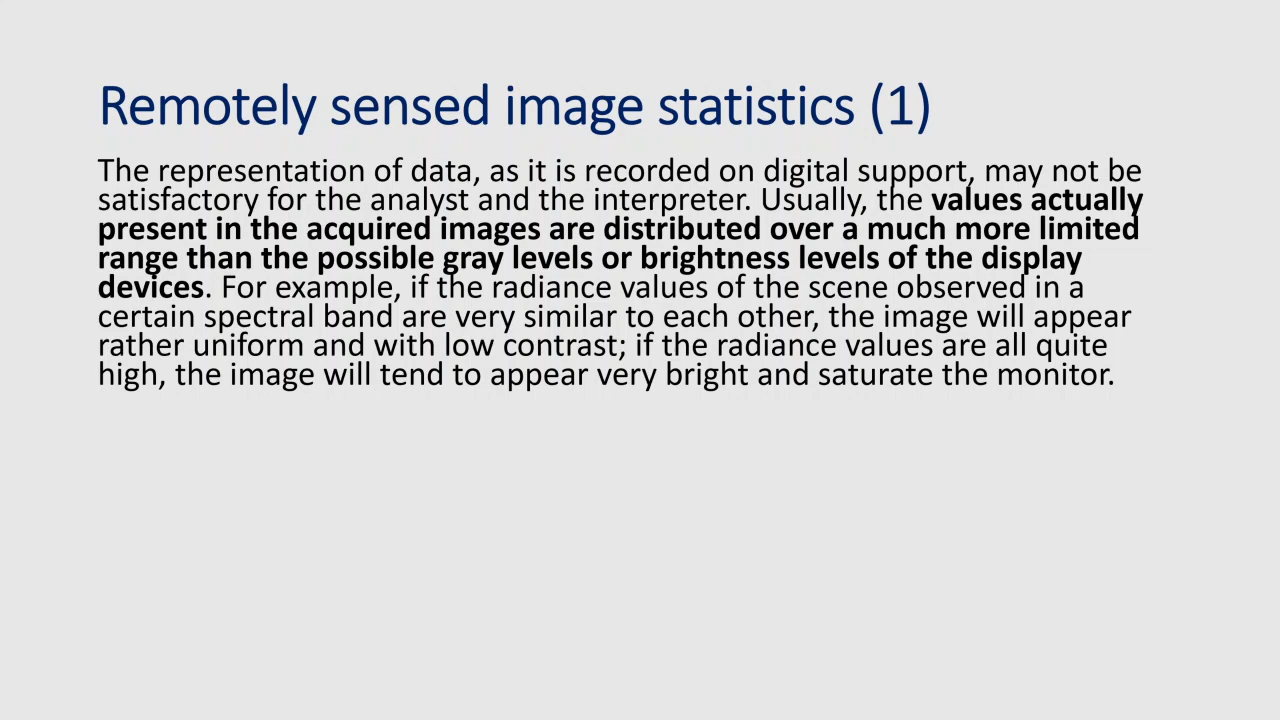 Remotely sensed image statistics (1)
The representation of data, as it is recorded on digital support, may not be
satisfactory for the analyst and the interpreter. Usually, the values actually
present in the acquired images are distributed over a much more limited
range than the possible gray levels or brightness levels of the display
devices. For example, if the radiance values of the scene observed in a
certain spectral band are very similar to each other, the image will appear
rather uniform and with low contrast; if the radiance values are all quite
high, the image will tend to appear very bright and saturate the monitor.